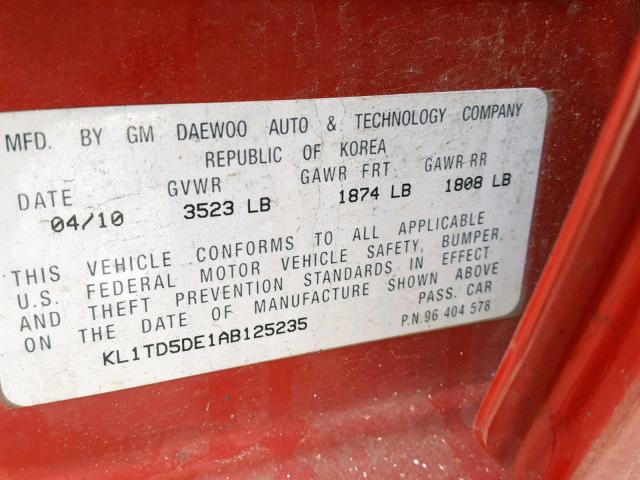 MFD. BY GM DAEWOO AUTO & TECHNOLOGY COMPANY
REPUBLIC OF KOREA
DATE GVWR GAWR FRT GAWR RR
04/10 3523 LB 1874 LB 1808 LB
THIS VEHICLE CONFORMS TO ALL APPLICABLE
U.S. FEDERAL MOTOR VEHICLE SAFETY, BUMPER,
AND THEFT PREVENTION STANDARDS IN EFFECT
ON THE DATE OF MANUFACTURE SHOWN ABOVE
KL1TD5DE1AB125235 PASS. CAR
P.N.96 404 578